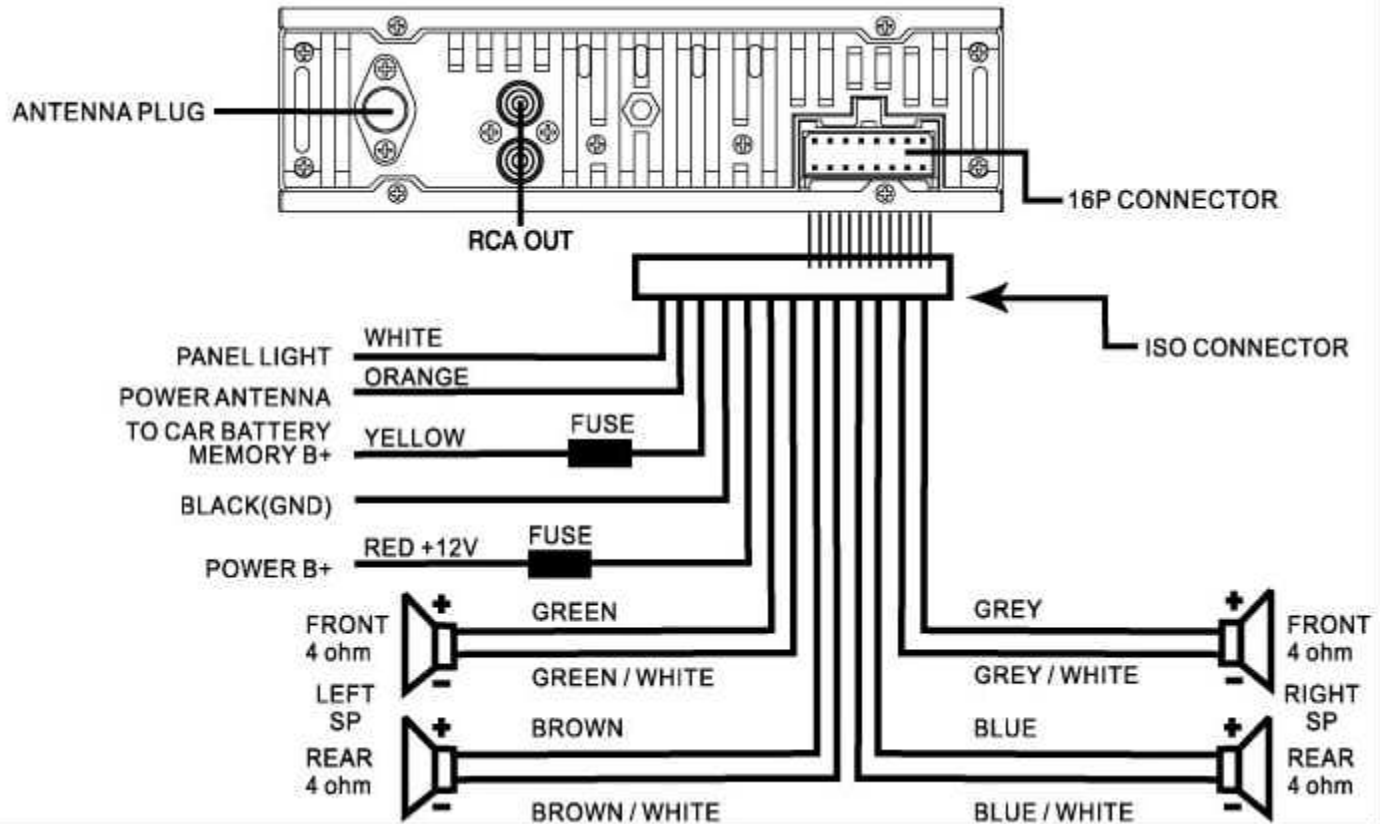 ANTENNA PLUG
RCA OUT
16P CONNECTOR
ISO CONNECTOR
PANEL LIGHT
WHITE
POWER ANTENNA
ORANGE
TO CAR BATTERY
MEMORY B+
YELLOW
FUSE
BLACK(GND)
POWER B+
RED +12V
FUSE
FRONT
4 ohm
+
-
GREEN
GREEN / WHITE
LEFT
SP
REAR
4 ohm
+
-
BROWN
BROWN / WHITE
GREY
GREY / WHITE
+
-
FRONT
4 ohm
RIGHT
SP
BLUE
BLUE / WHITE
+
-
REAR
4 ohm